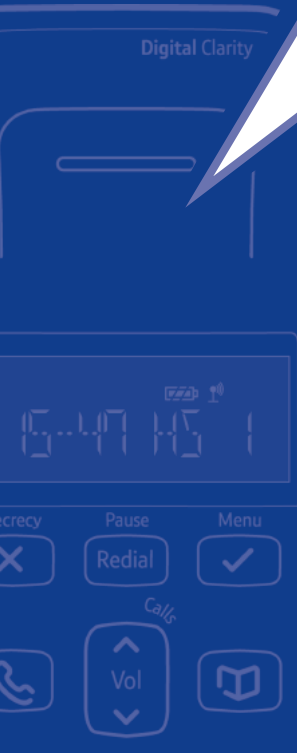 Digital Clarity
15-47 HS 1
ecrecy Pause Menu
Redial
Calls
Vol